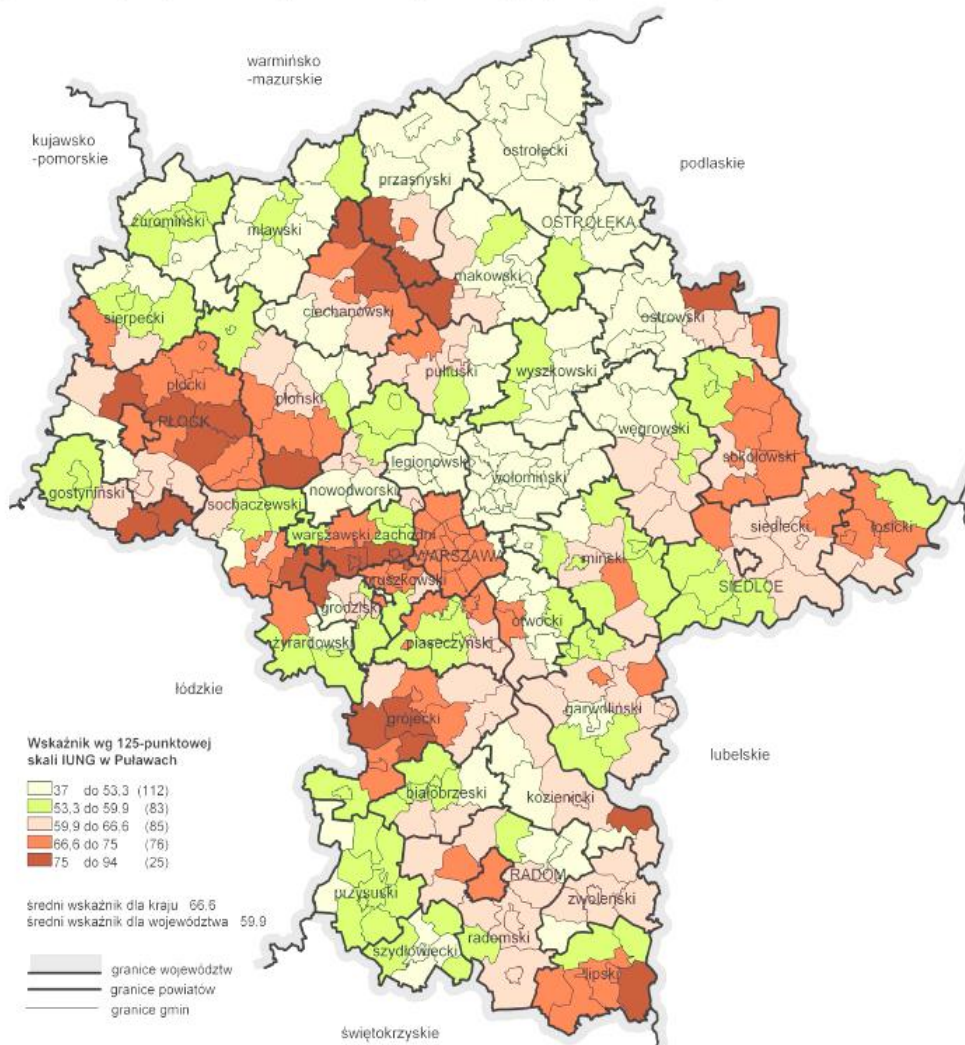 warmińsko
-mazurskie
kujawsko
-pomorskie
podlaskie
ostrołęcki
przasnyski
OSTROŁĘKA
żuromiński
mławski
makowski
ciechanowski
ostrowski
sierpecki
pułtuski
wyszkowski
płocki
płoński
węgrowski
PŁOCK
sokołowski
legionowski
wołomiński
gostyniński
nowodworski
sochaczewski
siedlecki
łosicki
warszawski zachodni
WARSZAWA
miński
pruszkowski
SIEDLCE
grodziski
otwocki
żyrardowski
piaseczyński
łódzkie
garwoliński
grójecki
lubelskie
Wskaźnik wg 125-punktowej
skali IUNG w Puławach
37 do 53,3 (112)
53,3 do 59,9 (83)
59,9 do 66,6 (85)
66,6 do 75 (76)
75 do 94 (25)
białobrzeski
kozienicki
RADOM
przysuski
zwoleński
średni wskaźnik dla kraju 66.6
średni wskaźnik dla województwa 59.9
radomski
szydłowiecki
lipski
granice województw
granice powiatów
granice gmin
świętokrzyskie